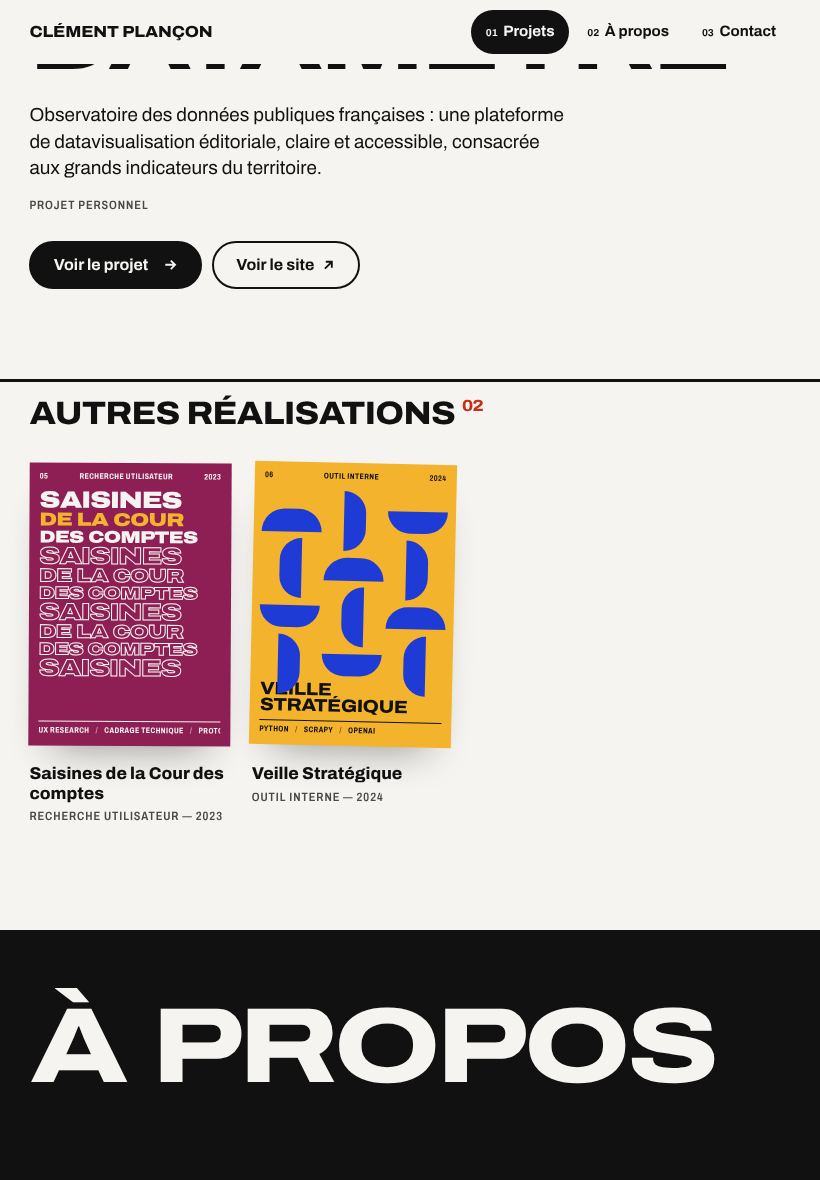 CLÉMENT PLANÇON
01 Projets
02 À propos
03 Contact
Observatoire des données publiques françaises : une plateforme
de datavisualisation éditoriale, claire et accessible, consacrée
aux grands indicateurs du territoire.
PROJET PERSONNEL
Voir le projet →
Voir le site ↗
AUTRES RÉALISATIONS 02
05 RECHERCHE UTILISATEUR 2023
SAISINES
DE LA COUR
DES COMPTES
SAISINES
DE LA COUR
DES COMPTES
SAISINES
DE LA COUR
DES COMPTES
SAISINES
UX RESEARCH / CADRAGE TECHNIQUE /
06 OUTIL INTERNE 2024
VEILLE
STRATÉGIQUE
PYTHON / SCRAPY / OPENAI
Saisines de la Cour des
comptes
RECHERCHE UTILISATEUR — 2023
Veille Stratégique
OUTIL INTERNE — 2024
À PROPOS